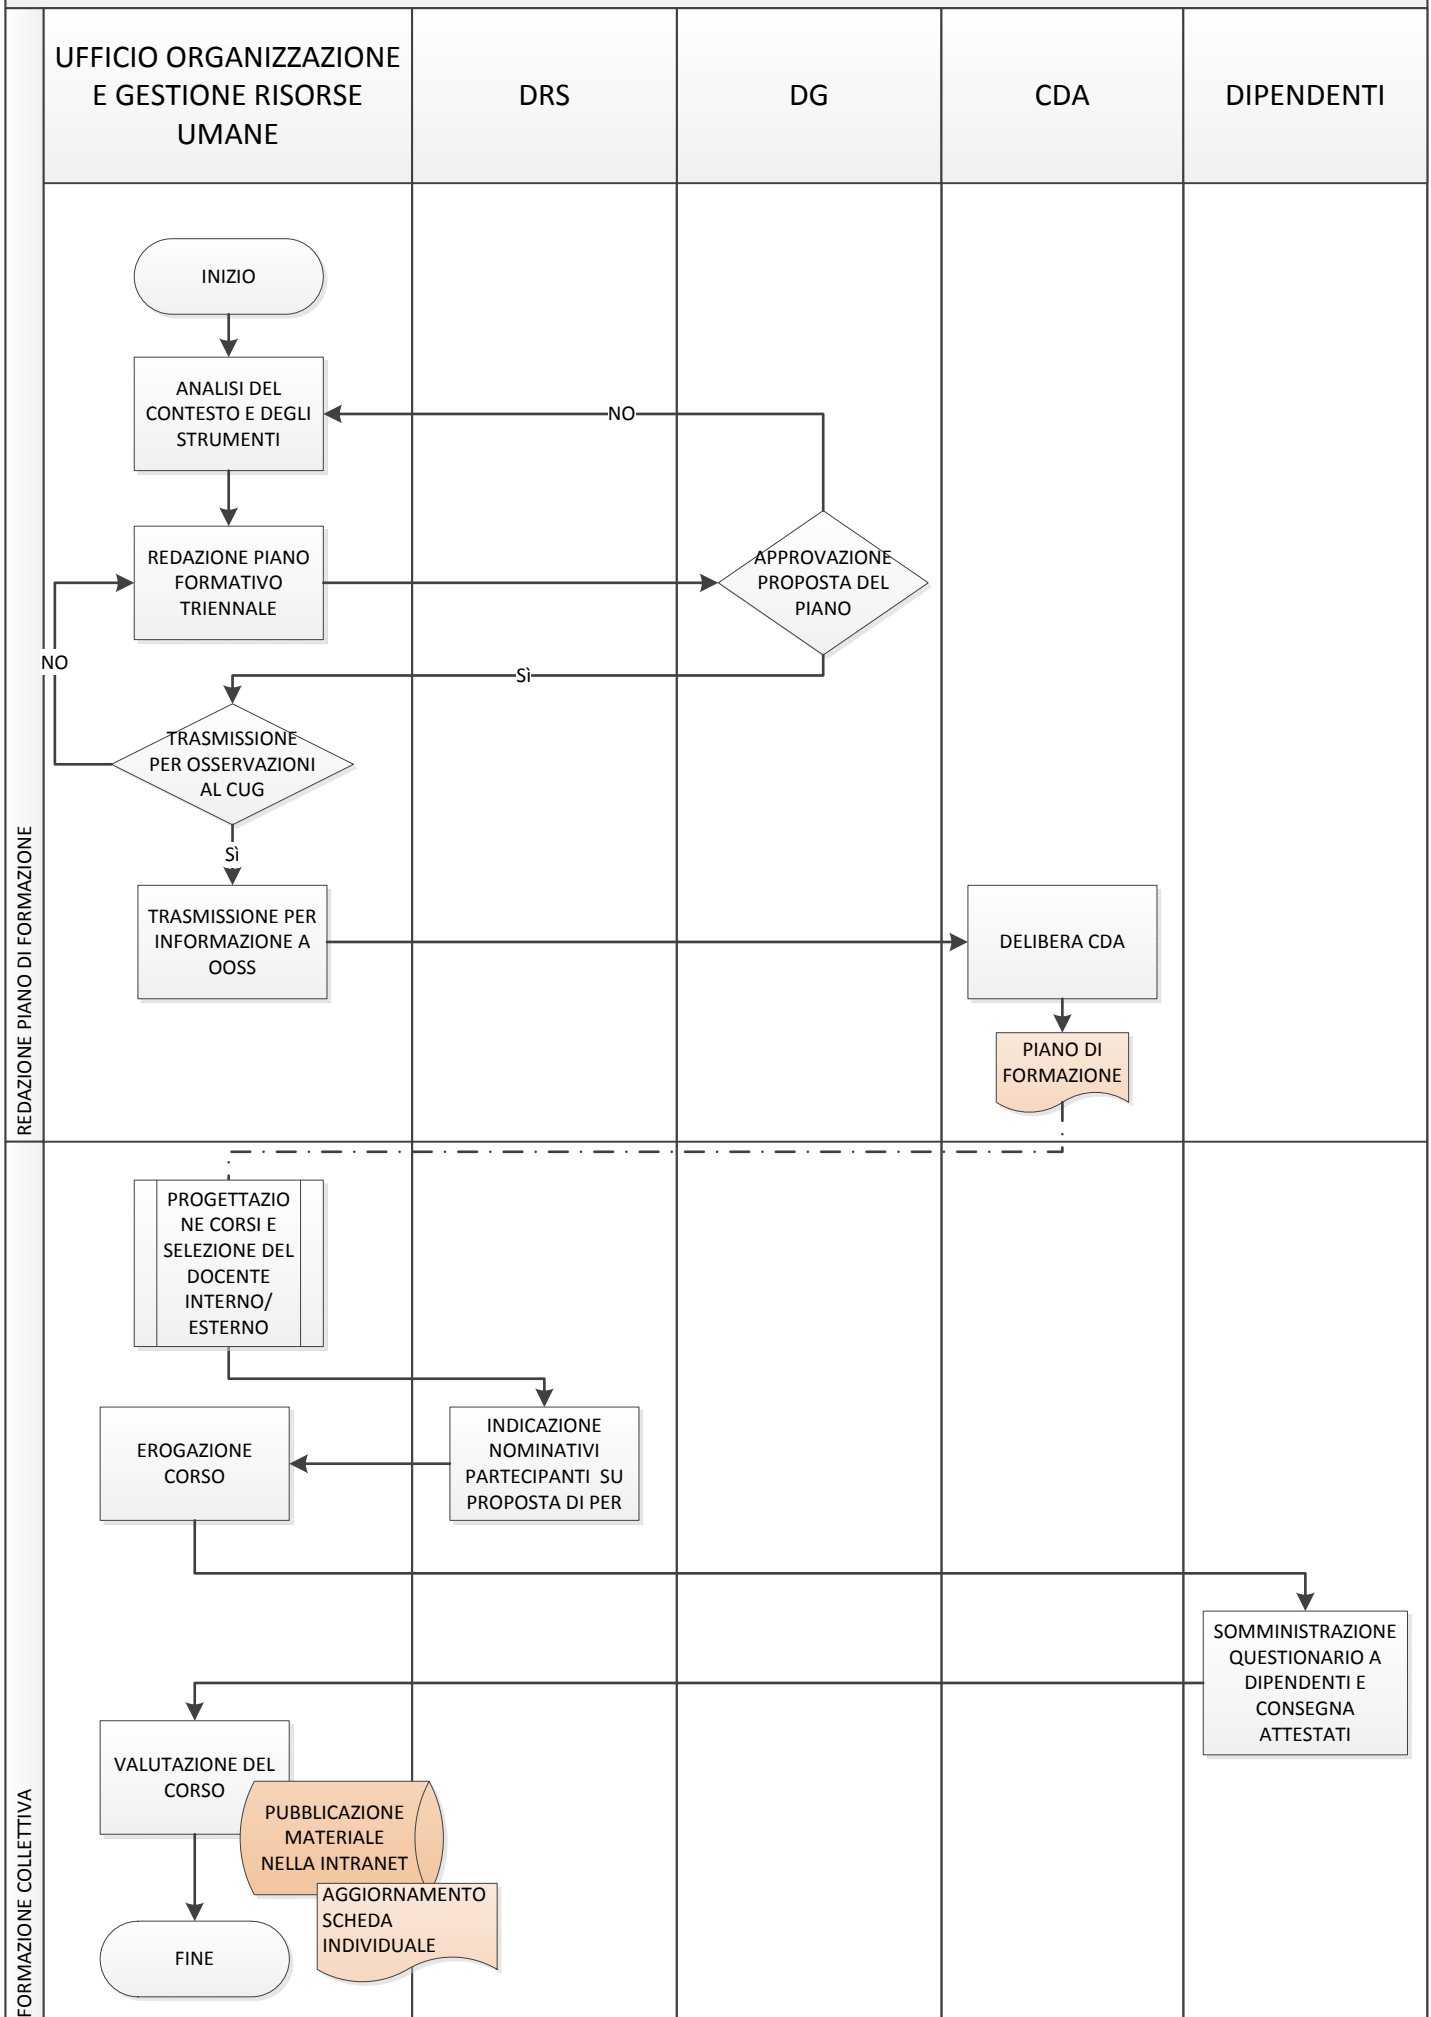 UFFICIO ORGANIZZAZIONE
E GESTIONE RISORSE
UMANE
DRS
DG
CDA
DIPENDENTI
REDAZIONE PIANO DI FORMAZIONE
INIZIO
ANALISI DEL
CONTESTO E DEGLI
STRUMENTI
NO
REDAZIONE PIANO
FORMATIVO
TRIENNALE
APPROVAZIONE
PROPOSTA DEL
PIANO
NO
Sì
TRASMISSIONE
PER OSSERVAZIONI
AL CUG
Sì
TRASMISSIONE PER
INFORMAZIONE A
OOSS
DELIBERA CDA
PIANO DI
FORMAZIONE
FORMAZIONE COLLETTIVA
PROGETTAZIO
NE CORSI E
SELEZIONE DEL
DOCENTE
INTERNO/
ESTERNO
EROGAZIONE
CORSO
INDICAZIONE
NOMINATIVI
PARTECIPANTI  SU
PROPOSTA DI PER
SOMMINISTRAZIONE
QUESTIONARIO A
DIPENDENTI E
CONSEGNA
ATTESTATI
VALUTAZIONE DEL
CORSO
PUBBLICAZIONE
MATERIALE
NELLA INTRANET
AGGIORNAMENTO
SCHEDA
INDIVIDUALE
FINE